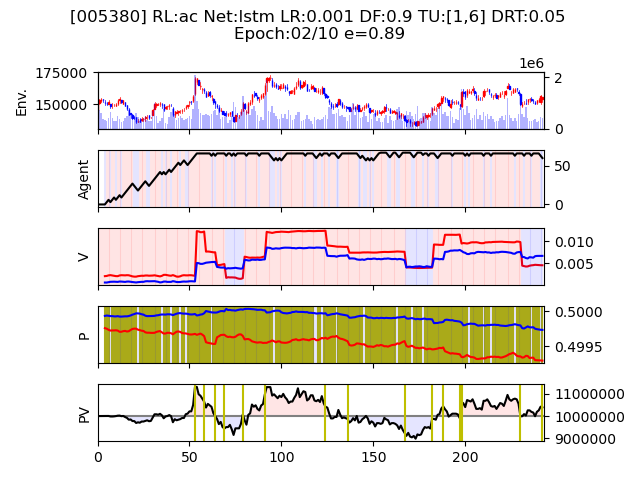 [005380] RL:ac Net:lstm LR:0.001 DF:0.9 TU:[1,6] DRT:0.05
Epoch:02/10 e=0.89
1e6
175000
150000
Env.
2
0
Agent
50
0
V
0.010
0.005
P
0.5000
0.4995
PV
11000000
10000000
9000000
0 50 100 150 200